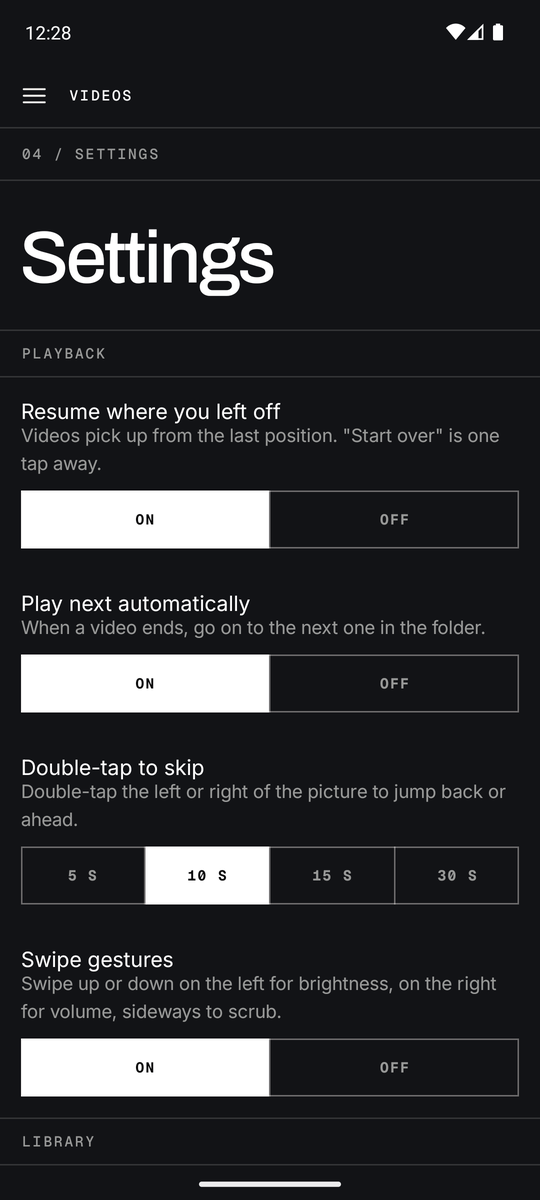 12:28
VIDEOS
04 / SETTINGS
Settings
PLAYBACK
Resume where you left off
Videos pick up from the last position. "Start over" is one
tap away.
ON OFF
Play next automatically
When a video ends, go on to the next one in the folder.
ON OFF
Double-tap to skip
Double-tap the left or right of the picture to jump back or
ahead.
5 S 10 S 15 S 30 S
Swipe gestures
Swipe up or down on the left for brightness, on the right
for volume, sideways to scrub.
ON OFF
LIBRARY